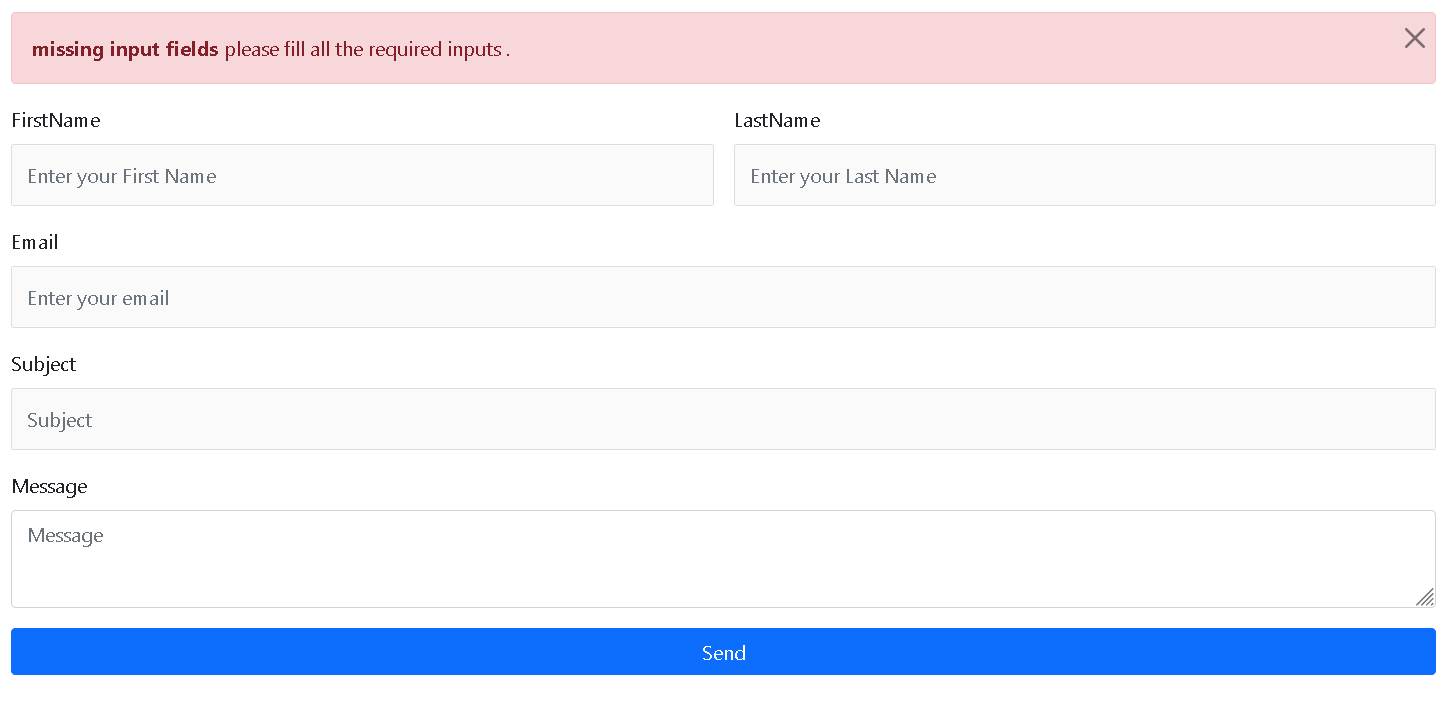 missing input fields please fill all the required inputs .
FirstName
LastName
Enter your First Name
Enter your Last Name
Email
Enter your email
Subject
Subject
Message
Message
Send